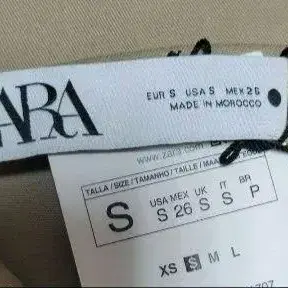 ZARA
EUR S USA S MEX 26
MADE IN MOROCCO
www.zara.com
TALLA / SIZE / TAMANHO / TAILLE /
USA MEX UK IT BR
S S 26 S S P
XS S M L